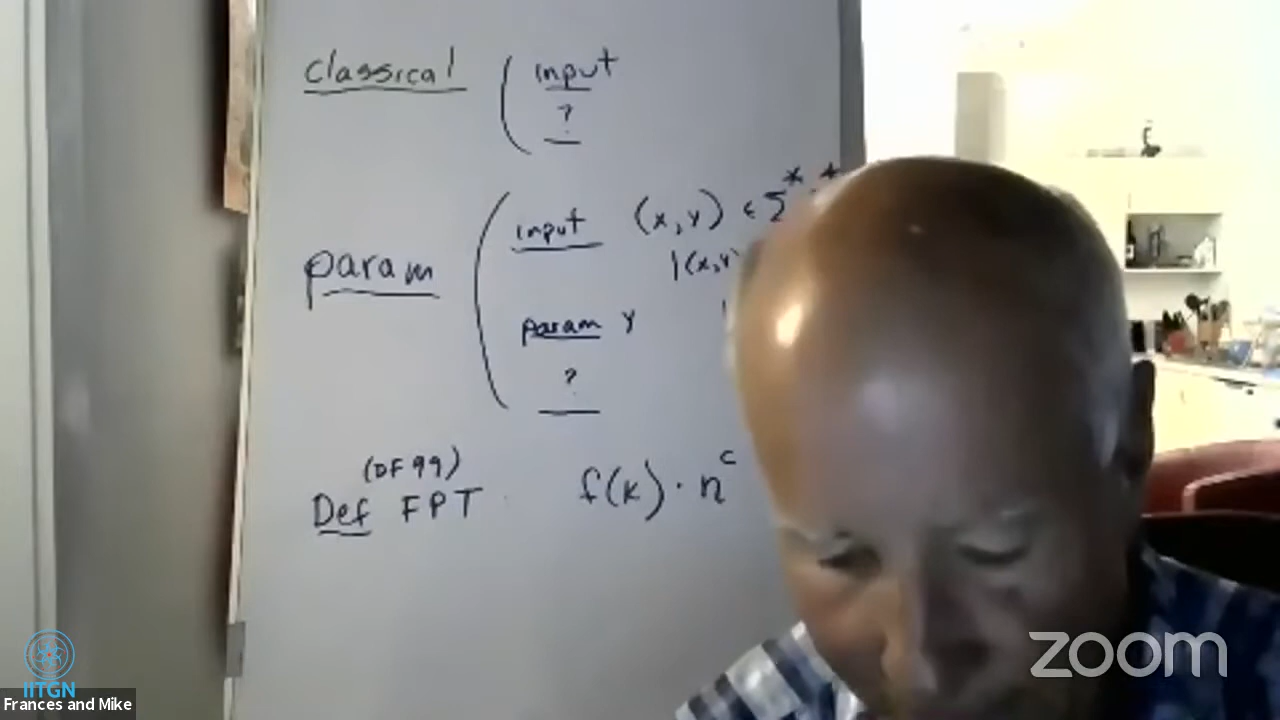 classical ( input
?
param ( input (x, y) ∈ Σ* *
|(x,y)
param y
?
(DF 99)
Def FPT f(k) · n^c
zoom
IITGN
Frances and Mike